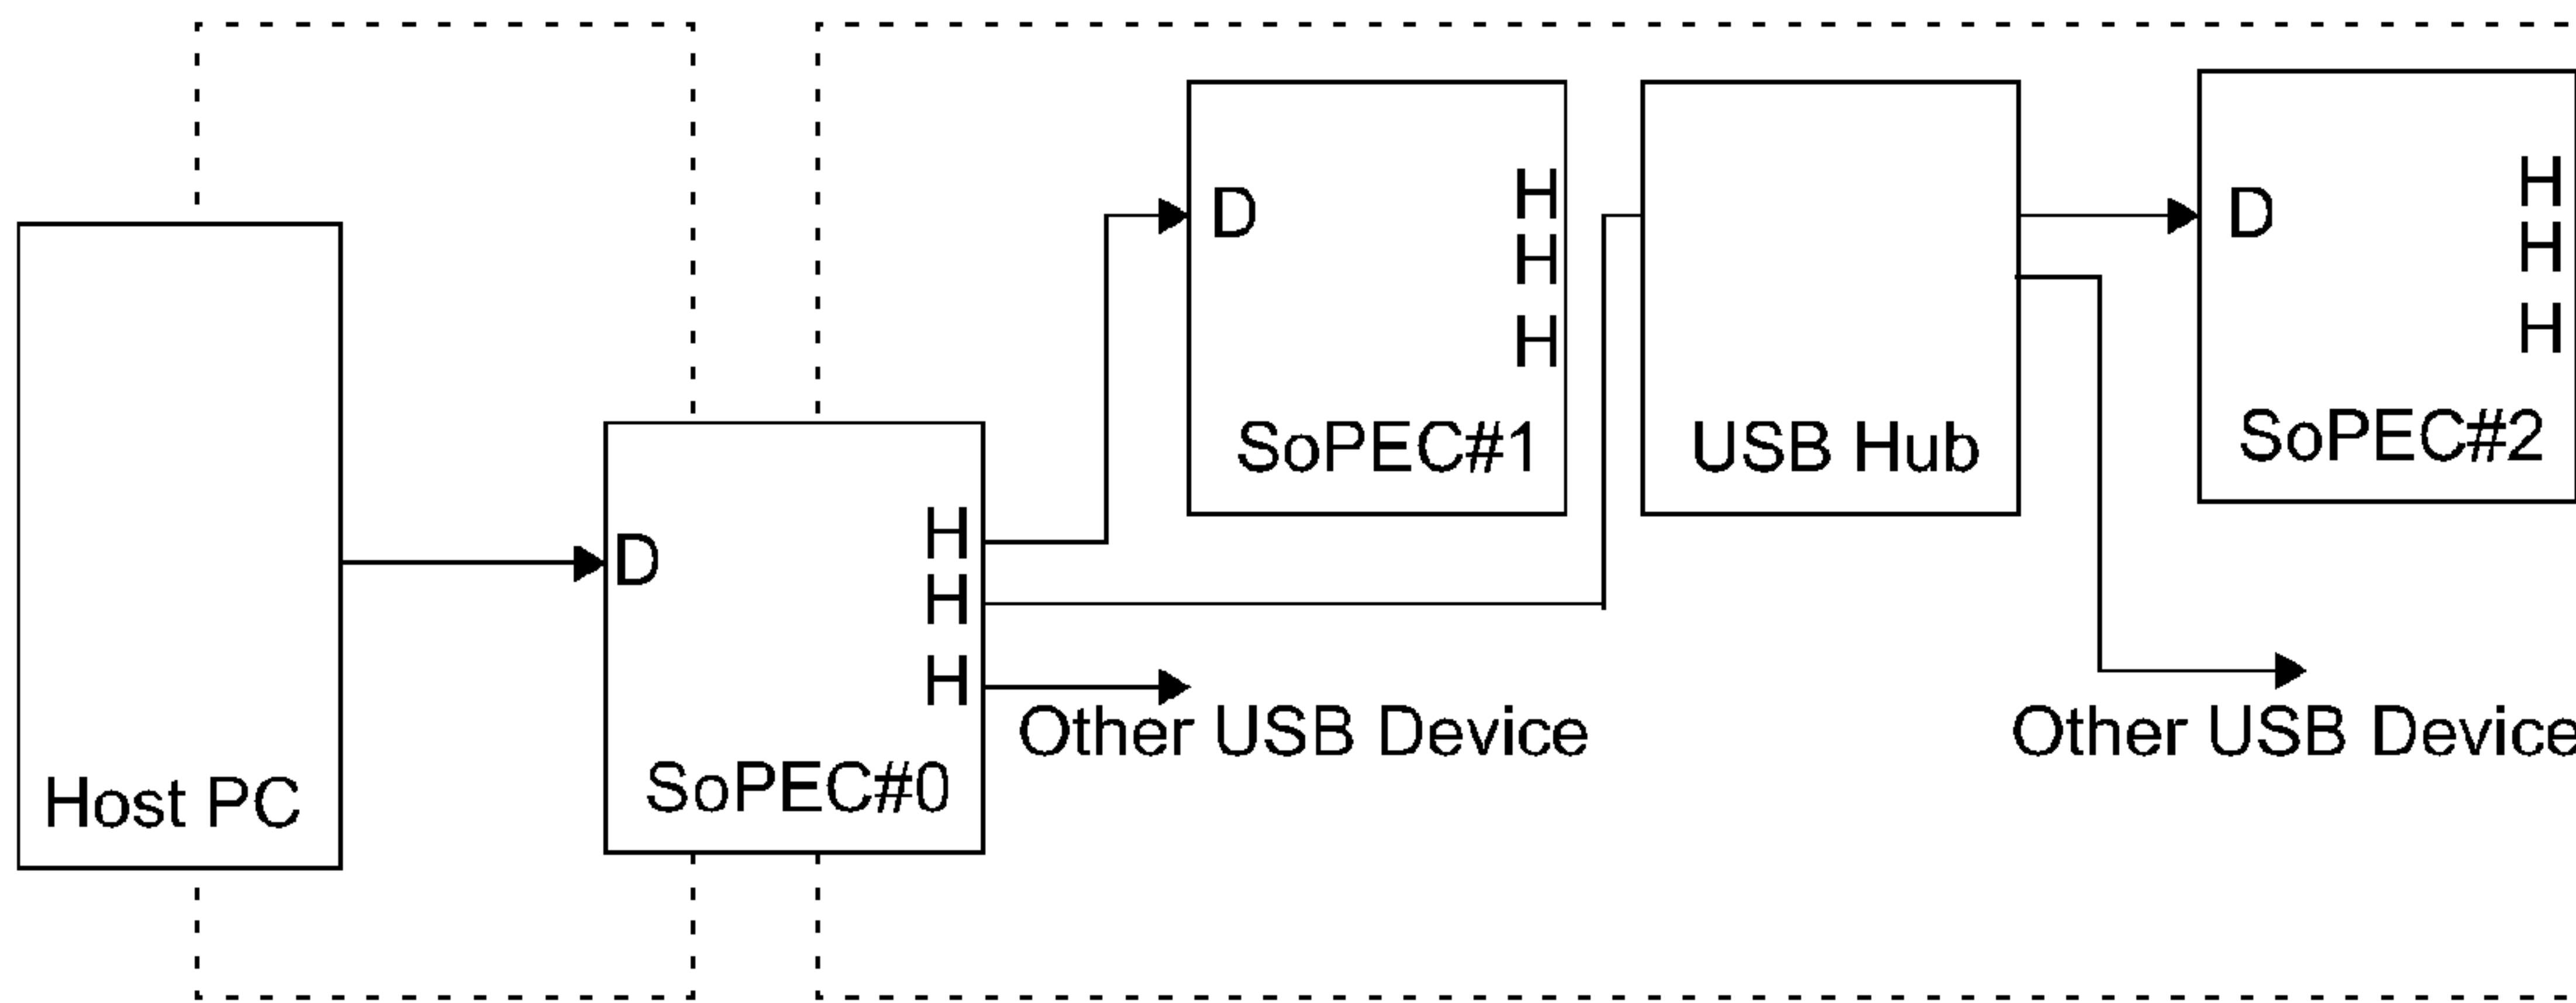 Host PC
D
H
H
H
SoPEC#0
D
H
H
H
SoPEC#1
USB Hub
D
H
H
H
SoPEC#2
Other USB Device
Other USB Device